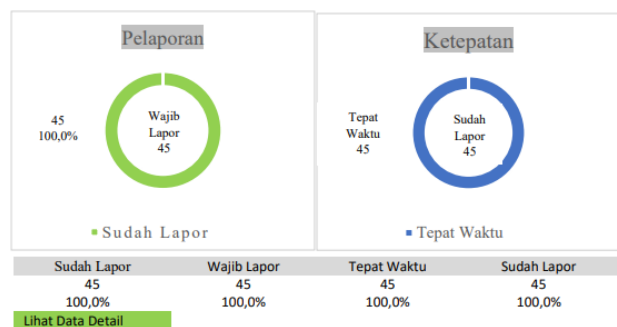 Pelaporan
45
100,0%
Wajib
Lapor
45
Sudah Lapor
Ketepatan
Tepat
Waktu
45
Sudah
Lapor
45
Tepat Waktu
Sudah Lapor Wajib Lapor Tepat Waktu Sudah Lapor
45 45 45 45
100,0% 100,0% 100,0% 100,0%
Lihat Data Detail